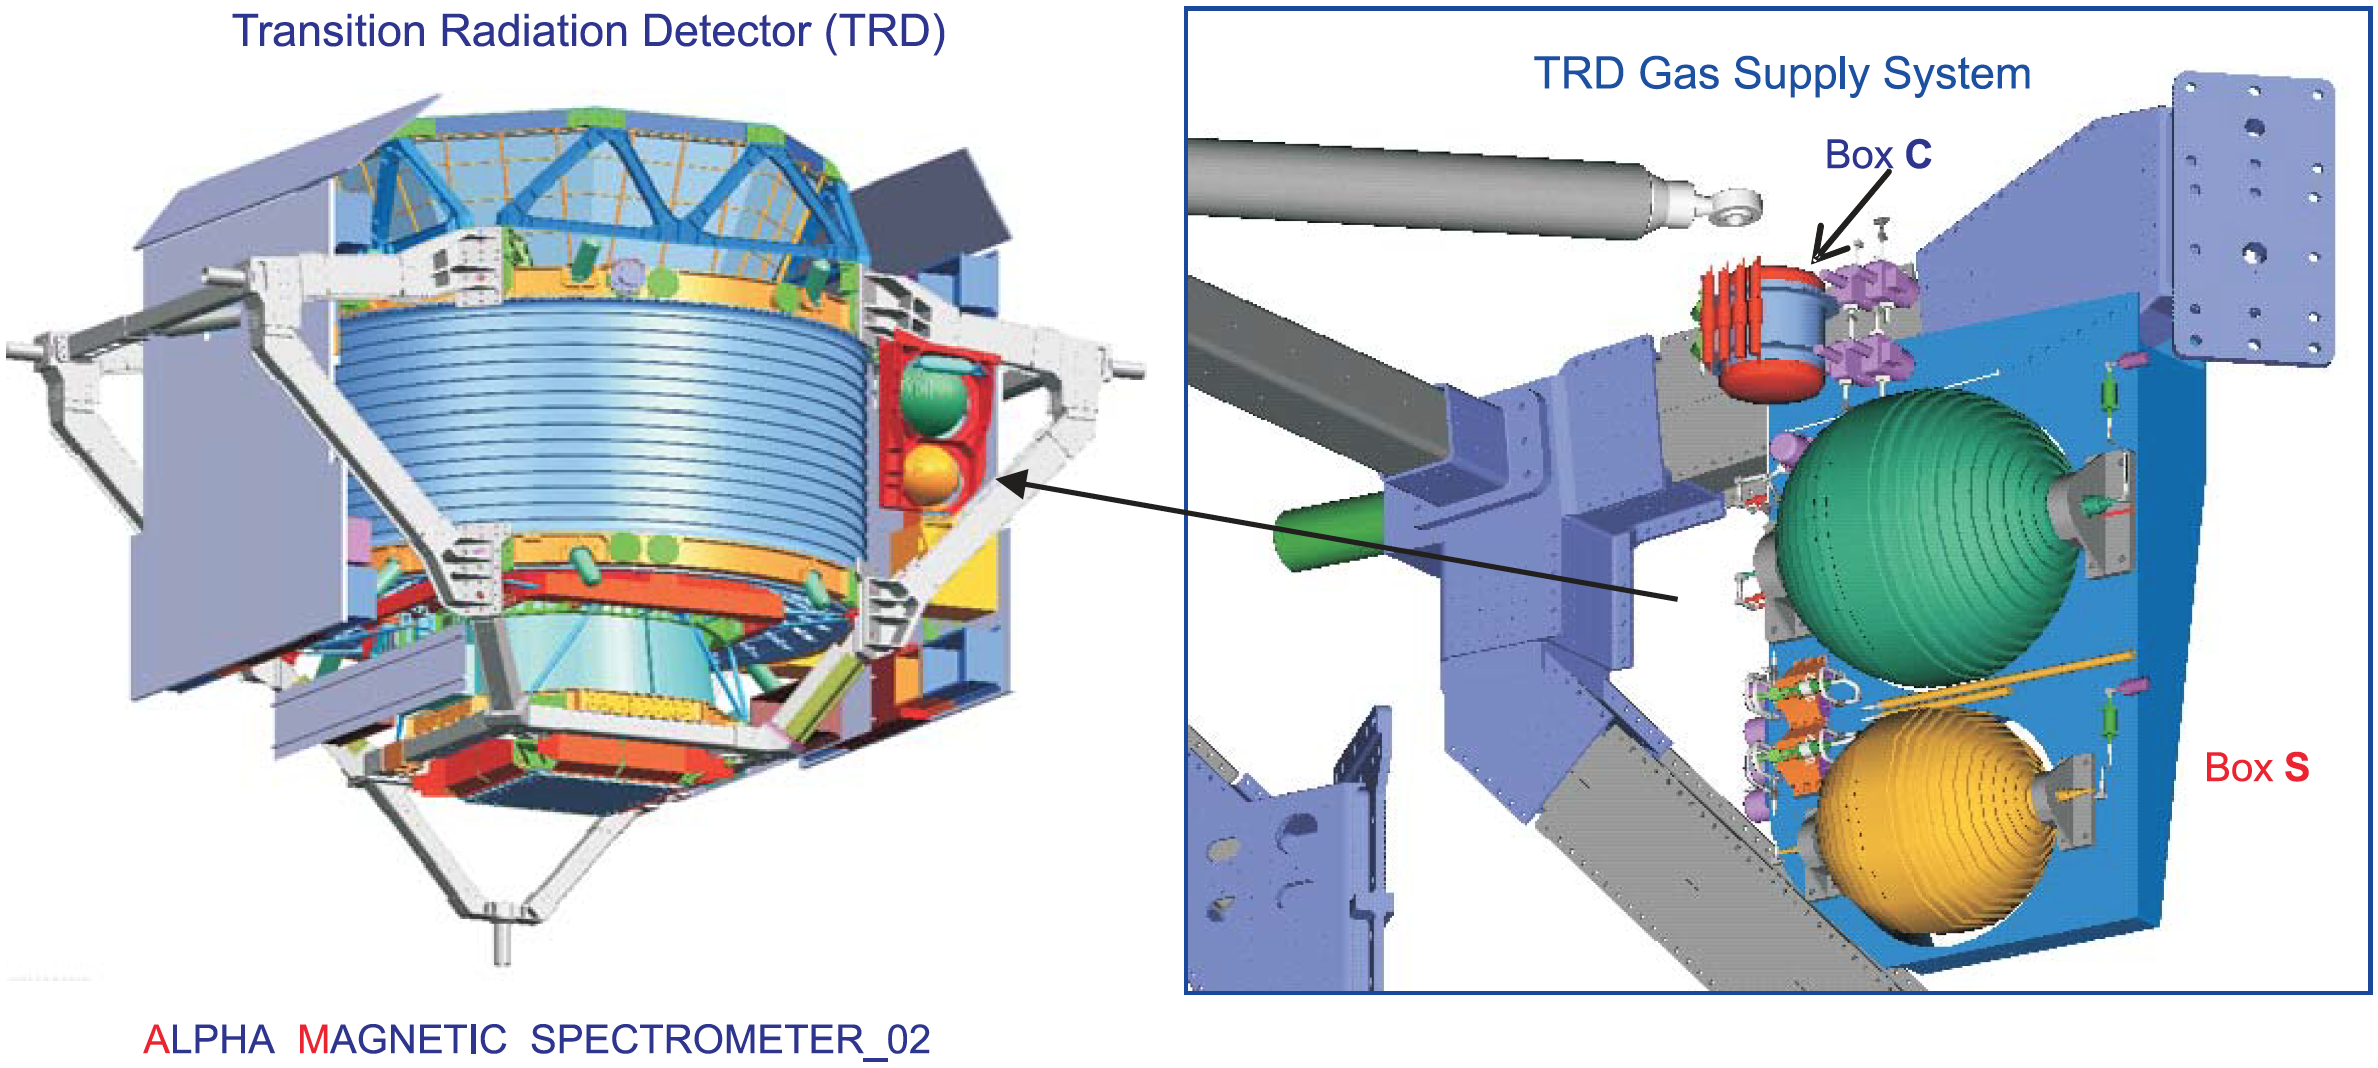 Transition Radiation Detector (TRD)
TRD Gas Supply System
Box C
Box S
ALPHA MAGNETIC SPECTROMETER_02